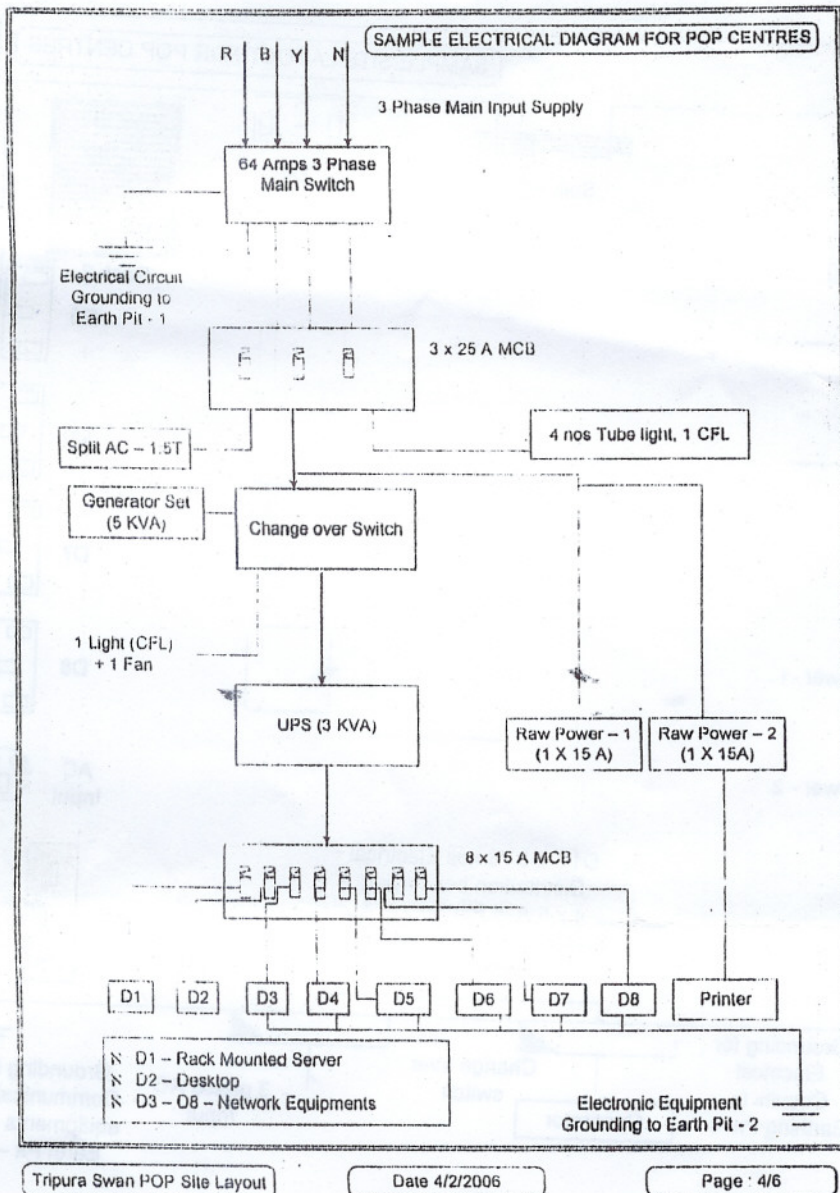 SAMPLE ELECTRICAL DIAGRAM FOR POP CENTRES
R B Y N
3 Phase Main Input Supply
64 Amps 3 Phase
Main Switch
Electrical Circuit
Grounding to
Earth Pit - 1
3 x 25 A MCB
Split AC – 1.5T
4 nos Tube light, 1 CFL
Generator Set
(5 KVA)
Change over Switch
1 Light (CFL)
+ 1 Fan
UPS (3 KVA)
Raw Power – 1
(1 X 15 A)
Raw Power – 2
(1 X 15A)
8 x 15 A MCB
D1 D2 D3 D4 D5 D6 D7 D8 Printer
D1 – Rack Mounted Server
D2 – Desktop
D3 – D8 - Network Equipments
Electronic Equipment
Grounding to Earth Pit - 2
Tripura Swan POP Site Layout
Date 4/2/2006
Page : 4/6